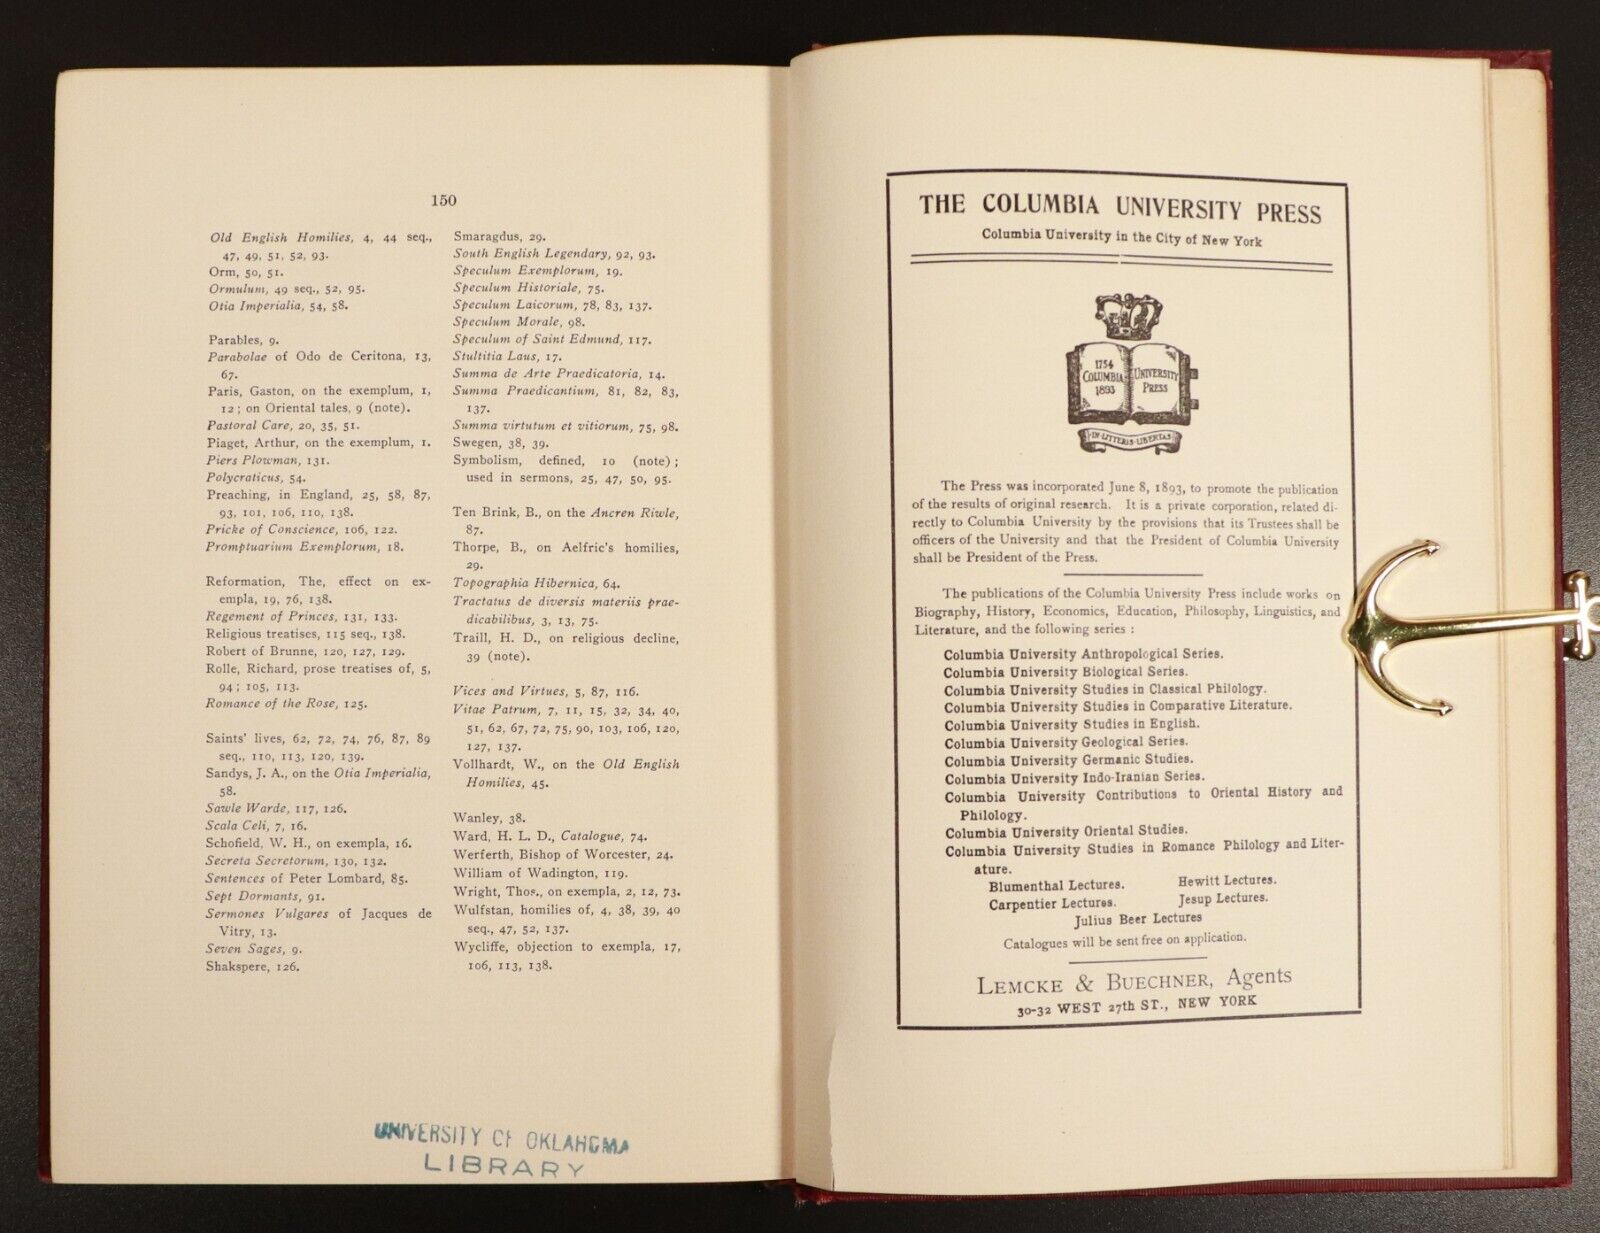 150
Old English Homilies, 4, 44 seq.,
47, 49, 51, 52, 93.
Orm, 50, 51.
Ormulum, 49 seq., 52, 95.
Otia Imperialia, 54, 58.
Parables, 9.
Parabolae of Odo de Ceritona, 13,
67.
Paris, Gaston, on the exemplum, 1,
12; on Oriental tales, 9 (note).
Pastoral Care, 20, 35, 51.
Piaget, Arthur, on the exemplum, 1.
Piers Plowman, 131.
Polycraticus, 54.
Preaching, in England, 25, 58, 87,
93, 101, 106, 110, 138.
Pricke of Conscience, 106, 122.
Promptuarium Exemplorum, 18.
Reformation, The, effect on ex-
empla, 19, 76, 138.
Regement of Princes, 131, 133.
Religious treatises, 115 seq., 138.
Robert of Brunne, 120, 127, 129.
Rolle, Richard, prose treatises of, 5,
94; 105, 113.
Romance of the Rose, 125.
Saints' lives, 62, 72, 74, 76, 87, 89
seq., 110, 113, 120, 139.
Sandys, J. A., on the Otia Imperialia,
58.
Sawle Warde, 117, 126.
Scala Celi, 7, 16.
Schofield, W. H., on exempla, 16.
Secreta Secretorum, 130, 132.
Sentences of Peter Lombard, 85.
Sept Dormants, 91.
Sermones Vulgares of Jacques de
Vitry, 13.
Seven Sages, 9.
Shakspere, 126.
Smaragdus, 29.
South English Legendary, 92, 93.
Speculum Exemplorum, 19.
Speculum Historiale, 75.
Speculum Laicorum, 78, 83, 137.
Speculum Morale, 98.
Speculum of Saint Edmund, 117.
Stultitia Laus, 17.
Summa de Arte Praedicatoria, 14.
Summa Praedicantium, 81, 82, 83,
137.
Summa virtutum et vitiorum, 75, 98.
Swegen, 38, 39.
Symbolism, defined, 10 (note);
used in sermons, 25, 47, 50, 95.
Ten Brink, B., on the Ancren Riwle,
87.
Thorpe, B., on Aelfric's homilies,
29.
Topographia Hibernica, 64.
Tractatus de diversis materiis prae-
dicabilibus, 3, 13, 75.
Traill, H. D., on religious decline,
39 (note).
Vices and Virtues, 5, 87, 116.
Vitae Patrum, 7, 11, 15, 32, 34, 40,
51, 62, 67, 72, 75, 90, 103, 106, 120,
127, 137.
Vollhardt, W., on the Old English
Homilies, 45.
Wanley, 38.
Ward, H. L. D., Catalogue, 74.
Werferth, Bishop of Worcester, 24.
William of Wadington, 119.
Wright, Thos., on exempla, 2, 12, 73.
Wulfstan, homilies of, 4, 38, 39, 40
seq., 47, 52, 137.
Wycliffe, objection to exempla, 17,
106, 113, 138.
UNIVERSITY OF OKLAHOMA
LIBRARY
THE COLUMBIA UNIVERSITY PRESS
Columbia University in the City of New York
1754
COLUMBIA
1893
UNIVERSITY
PRESS
IN·LITTERIS·LIBERTAS
The Press was incorporated June 8, 1893, to promote the publication
of the results of original research. It is a private corporation, related di-
rectly to Columbia University by the provisions that its Trustees shall be
officers of the University and that the President of Columbia University
shall be President of the Press.
The publications of the Columbia University Press include works on
Biography, History, Economics, Education, Philosophy, Linguistics, and
Literature, and the following series:
Columbia University Anthropological Series.
Columbia University Biological Series.
Columbia University Studies in Classical Philology.
Columbia University Studies in Comparative Literature.
Columbia University Studies in English.
Columbia University Geological Series.
Columbia University Germanic Studies.
Columbia University Indo-Iranian Series.
Columbia University Contributions to Oriental History and
Philology.
Columbia University Oriental Studies.
Columbia University Studies in Romance Philology and Liter-
ature.
Blumenthal Lectures. Hewitt Lectures.
Carpentier Lectures. Jesup Lectures.
Julius Beer Lectures
Catalogues will be sent free on application.
LEMCKE & BUECHNER, Agents
30-32 WEST 27th ST., NEW YORK